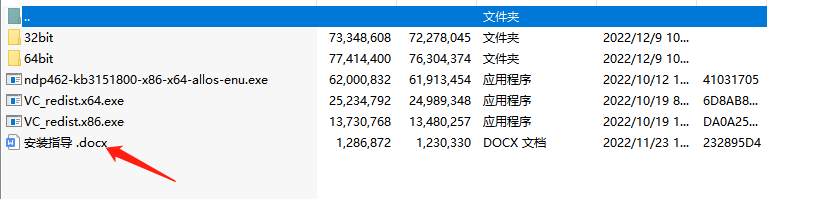 .. 文件夹
32bit 73,348,608 72,278,045 文件夹 2022/12/9 10...
64bit 77,414,400 76,304,374 文件夹 2022/12/9 10...
ndp462-kb3151800-x86-x64-allos-enu.exe 62,000,832 61,913,454 应用程序 2022/10/12 1... 41031705
VC_redist.x64.exe 25,234,792 24,989,348 应用程序 2022/10/19 8... 6D8AB8...
VC_redist.x86.exe 13,730,768 13,480,257 应用程序 2022/10/19 1... DA0A25...
安装指导 .docx 1,286,872 1,230,330 DOCX 文档 2022/11/23 1... 232895D4